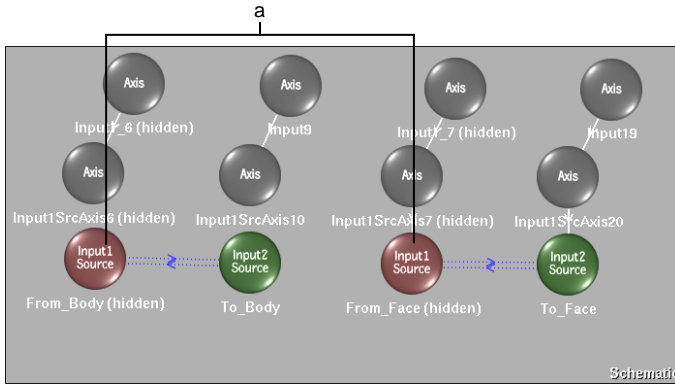 a
Axis Axis Axis Axis
Input1_6 (hidden) Input9 Input1_7 (hidden) Input19
Axis Axis Axis Axis
Input1SrcAxis6 (hidden) Input1SrcAxis10 Input1SrcAxis7 (hidden) Input1SrcAxis20
Input1 Input2 Input1 Input2
Source Source Source Source
From_Body (hidden) To_Body From_Face (hidden) To_Face
Schematic